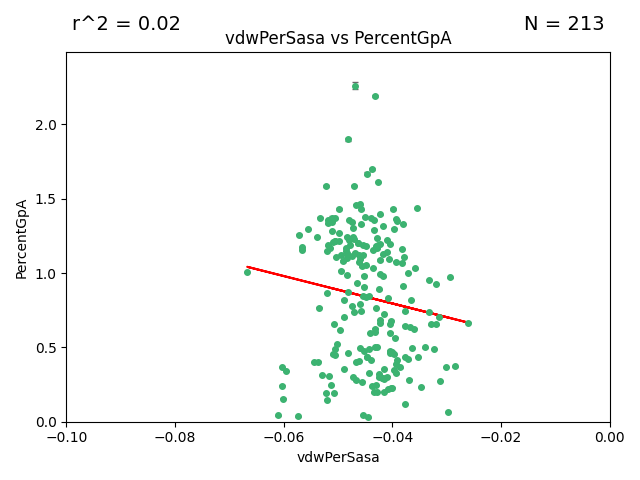 r^2 = 0.02
N = 213
vdwPerSasa vs PercentGpA
PercentGpA
2.0
1.5
1.0
0.5
0.0
−0.10
−0.08
−0.06
−0.04
−0.02
0.00
vdwPerSasa